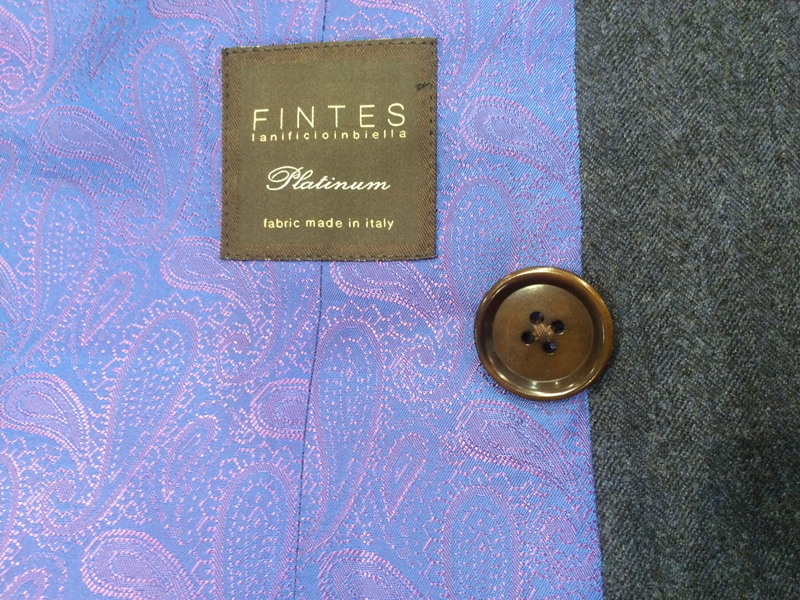 FINTES
lanificioinbiella
Platinum
fabric made in italy